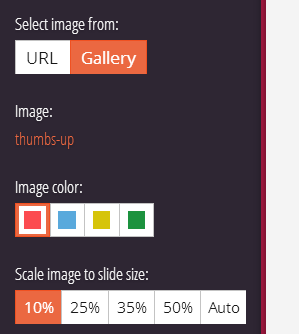 Select image from:
URL Gallery
Image:
thumbs-up
Image color:
Scale image to slide size:
10% 25% 35% 50% Auto